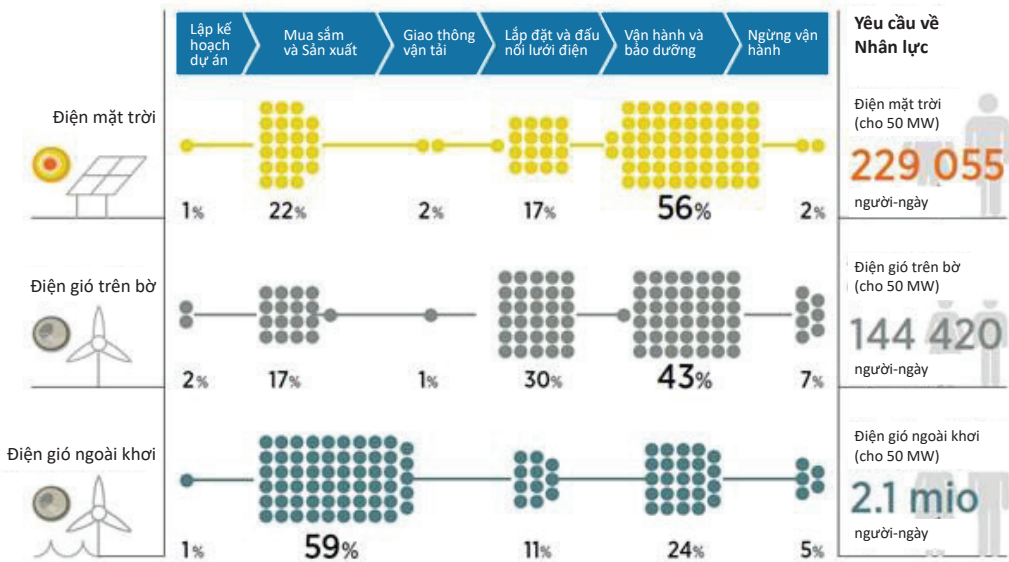 Lập kế
hoạch
dự án
Mua sắm
và Sản xuất
Giao thông
vận tải
Lắp đặt và đấu
nối lưới điện
Vận hành và
bảo dưỡng
Ngừng vận
hành
Yêu cầu về
Nhân lực
Điện mặt trời
1%
22%
2%
17%
56%
2%
Điện mặt trời
(cho 50 MW)
229 055
người-ngày
Điện gió trên bờ
2%
17%
1%
30%
43%
7%
Điện gió trên bờ
(cho 50 MW)
144 420
người-ngày
Điện gió ngoài khơi
1%
59%
11%
24%
5%
Điện gió ngoài khơi
(cho 50 MW)
2.1 mio
người-ngày